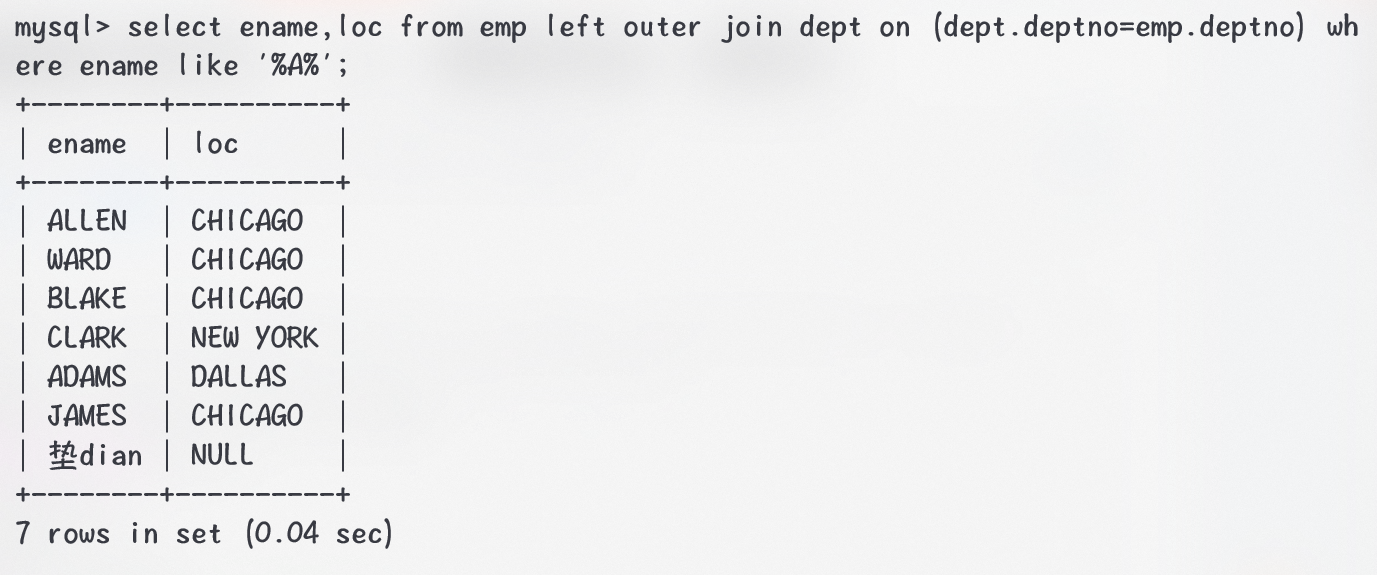 mysql> select ename,loc from emp left outer join dept on (dept.deptno=emp.deptno) wh
ere ename like '%A%';
+--------+----------+
| ename  | loc      |
+--------+----------+
| ALLEN  | CHICAGO  |
| WARD   | CHICAGO  |
| BLAKE  | CHICAGO  |
| CLARK  | NEW YORK |
| ADAMS  | DALLAS   |
| JAMES  | CHICAGO  |
| 垫dian | NULL     |
+--------+----------+
7 rows in set (0.04 sec)